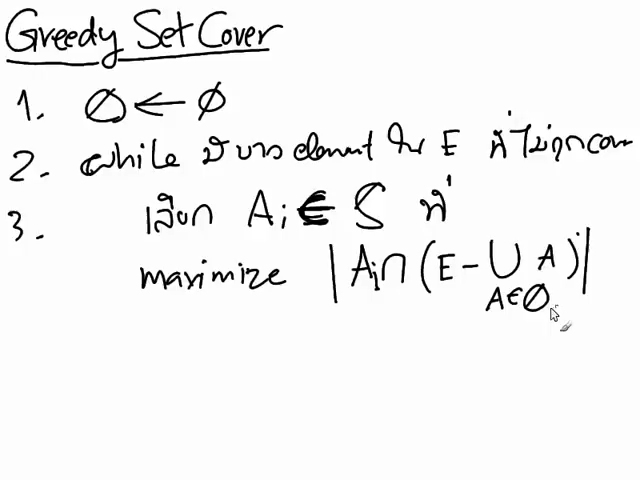 Greedy Set Cover
1. ∅ ← ∅
2. while มีบาง element ใน E ที่ไม่ถูก cover
3. เลือก Ai ∈ S ที่
maximize | Ai ∩ (E - ∪ A) |
A ∈ ∅